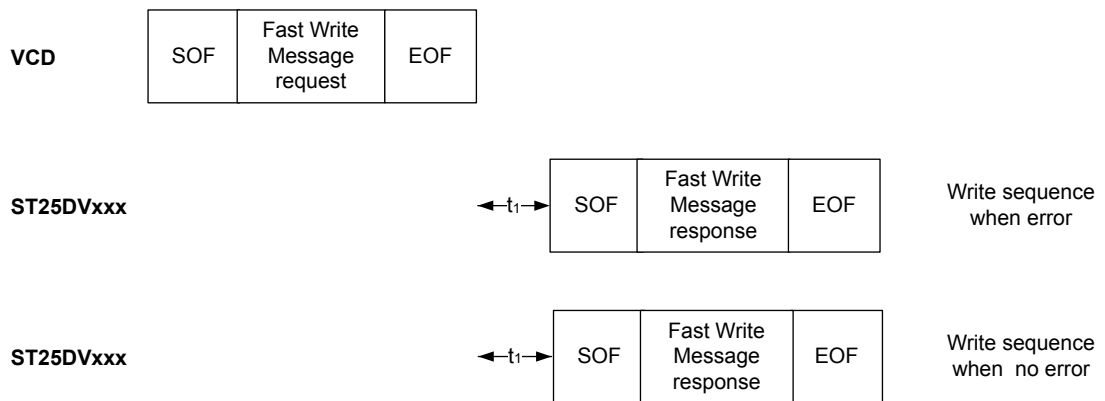 VCD
SOF
Fast Write
Message
request
EOF
ST25DVxxx
t1
SOF
Fast Write
Message
response
EOF
Write sequence
when error
ST25DVxxx
t1
SOF
Fast Write
Message
response
EOF
Write sequence
when no error